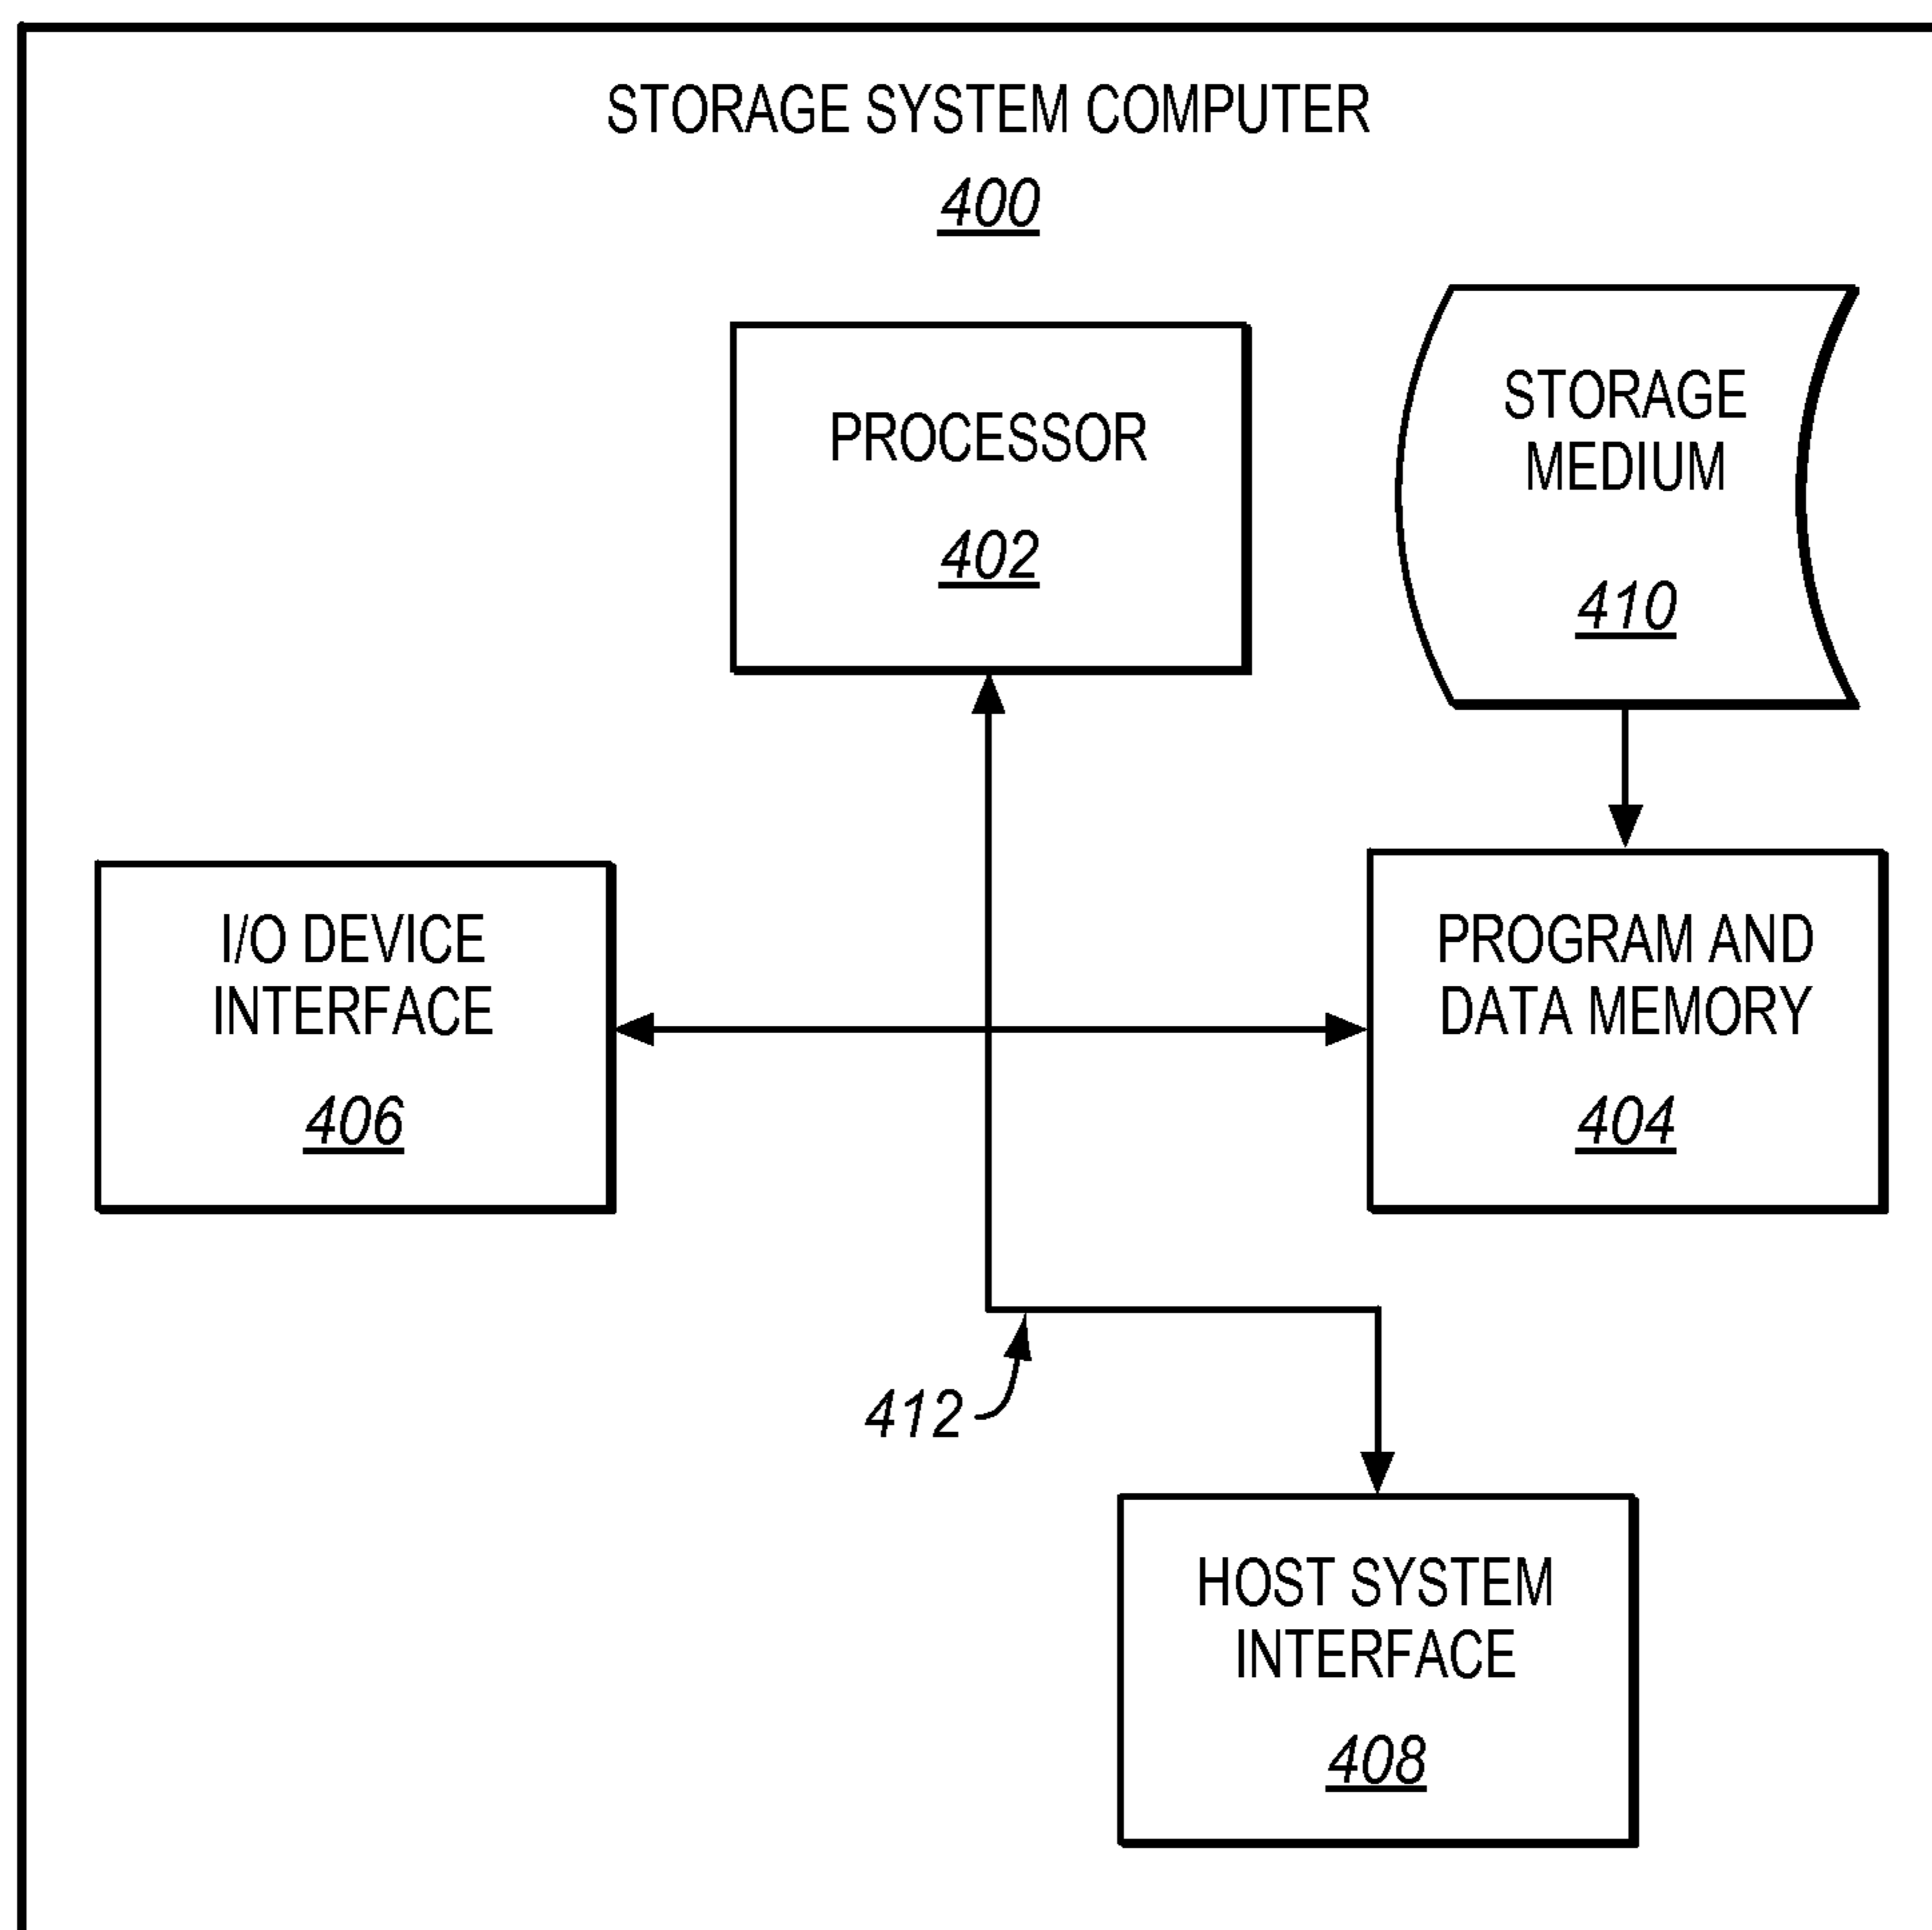 STORAGE SYSTEM COMPUTER
400
PROCESSOR
402
STORAGE
MEDIUM
410
I/O DEVICE
INTERFACE
406
PROGRAM AND
DATA MEMORY
404
412
HOST SYSTEM
INTERFACE
408